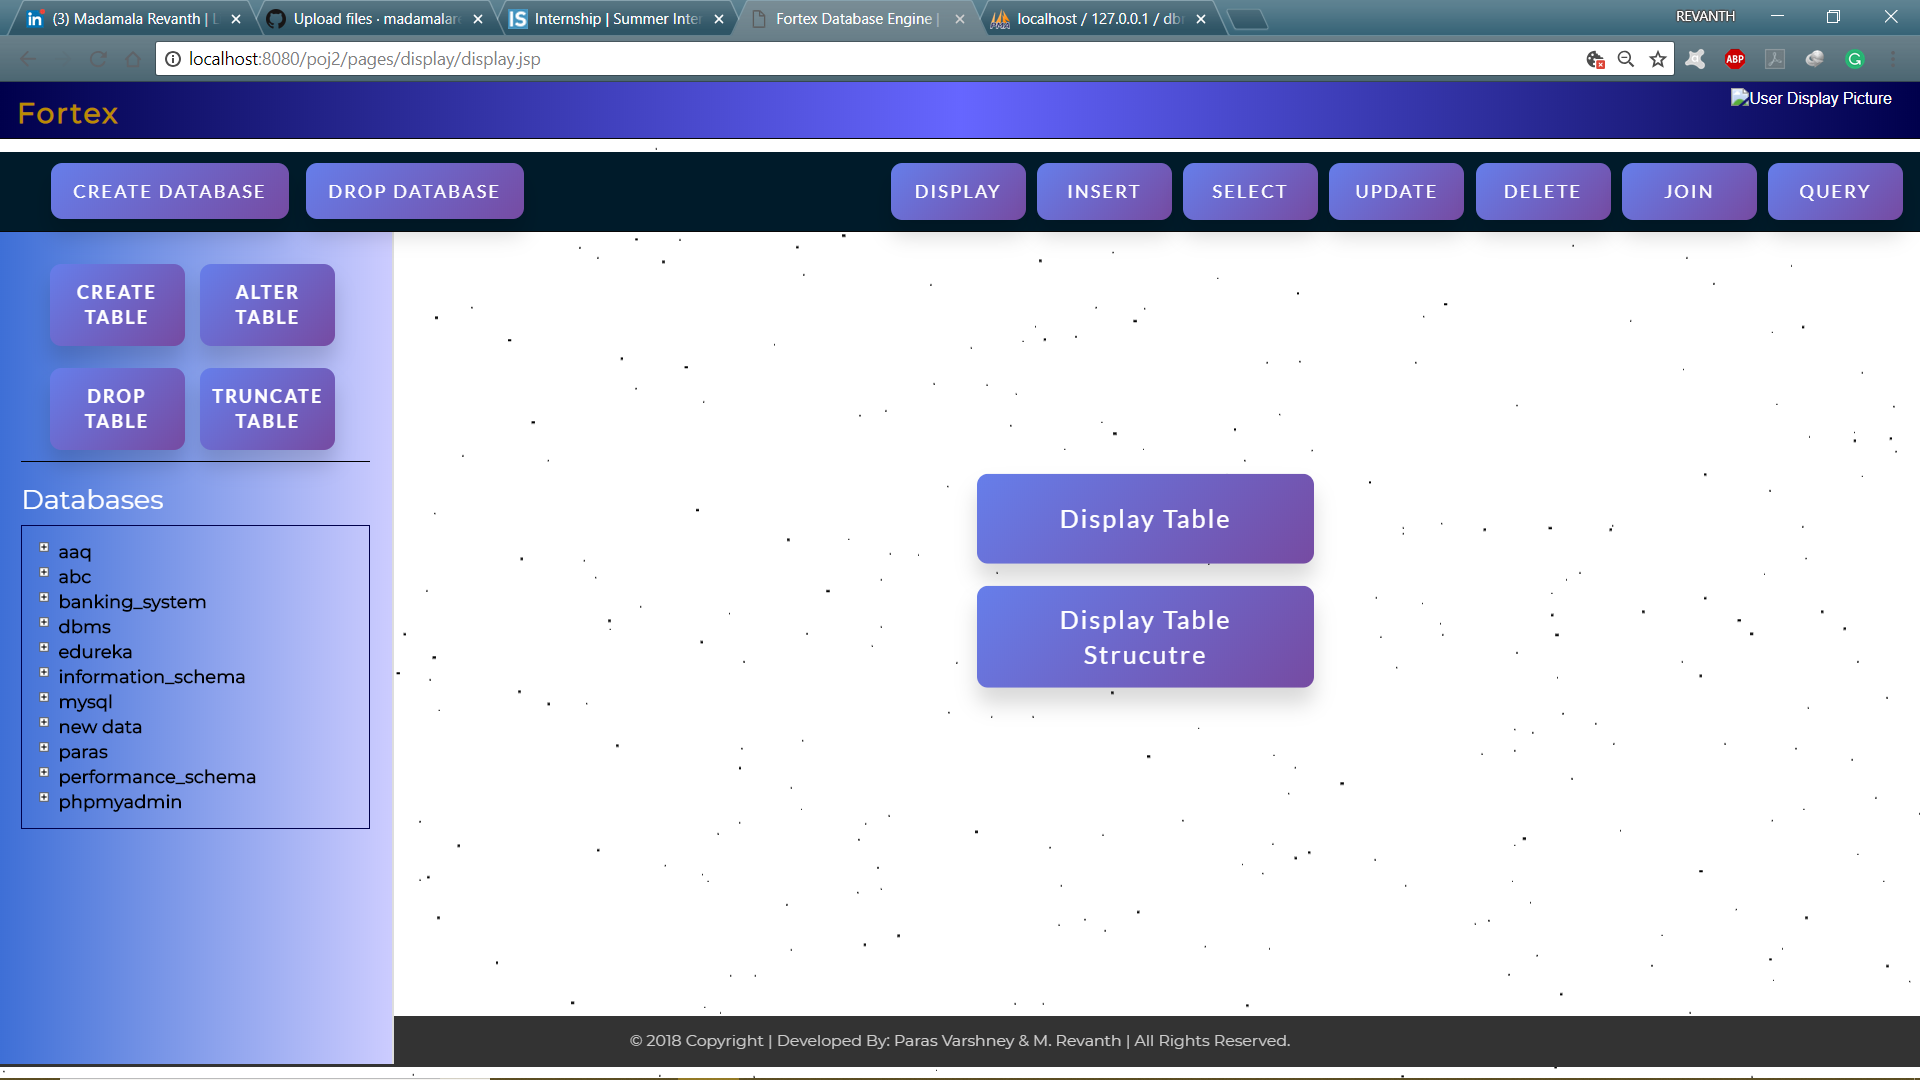 (3) Madamala Revanth | L
Upload files · madamalare
Internship | Summer Inter
Fortex Database Engine |
localhost / 127.0.0.1 / dbr
REVANTH
localhost:8080/poj2/pages/display/display.jsp
ABP
Fortex
User Display Picture
CREATE DATABASE
DROP DATABASE
DISPLAY
INSERT
SELECT
UPDATE
DELETE
JOIN
QUERY
CREATE
TABLE
ALTER
TABLE
DROP
TABLE
TRUNCATE
TABLE
Databases
aaq
abc
banking_system
dbms
edureka
information_schema
mysql
new data
paras
performance_schema
phpmyadmin
Display Table
Display Table
Strucutre
© 2018 Copyright | Developed By: Paras Varshney & M. Revanth | All Rights Reserved.